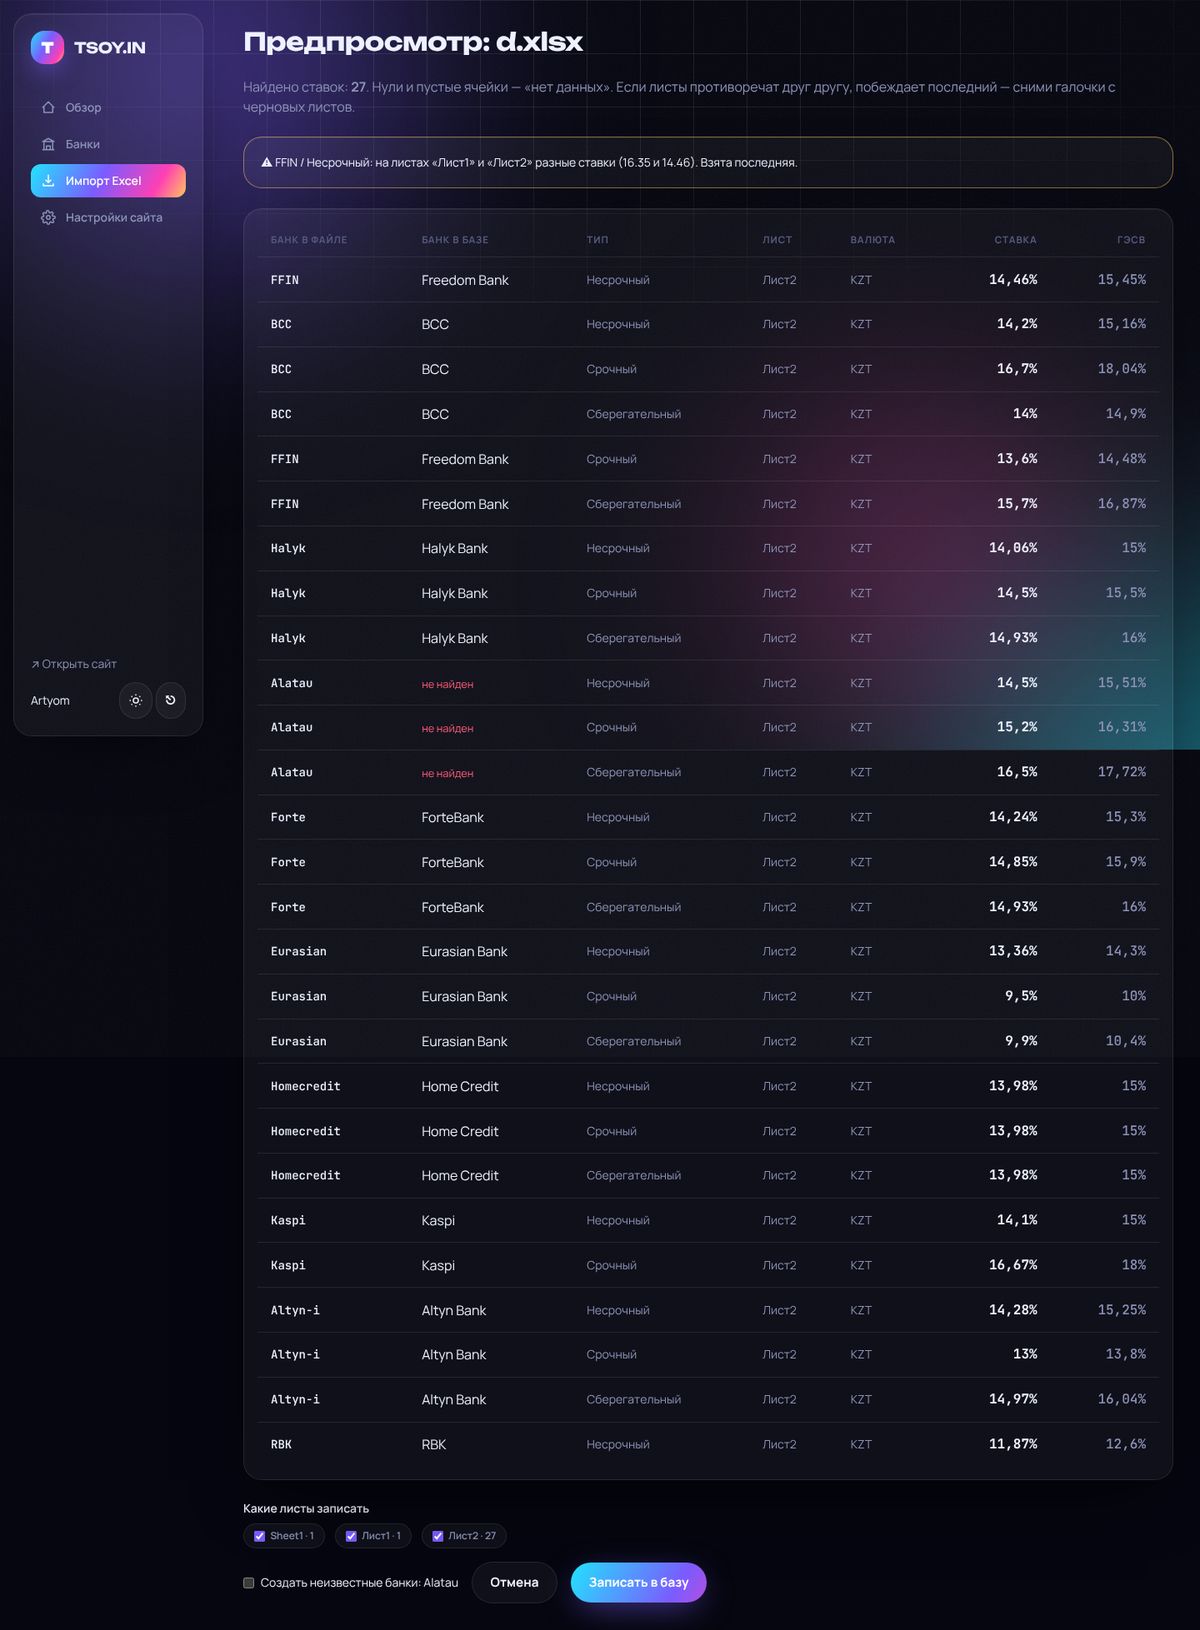 T TSOY.IN
Обзор
Банки
Импорт Excel
Настройки сайта
↗ Открыть сайт
Artyom
Предпросмотр: d.xlsx
Найдено ставок: 27. Нули и пустые ячейки — «нет данных». Если листы противоречат друг другу, побеждает последний — сними галочки с
черновых листов.
⚠ FFIN / Несрочный: на листах «Лист1» и «Лист2» разные ставки (16.35 и 14.46). Взята последняя.
БАНК В ФАЙЛЕ БАНК В БАЗЕ ТИП ЛИСТ ВАЛЮТА СТАВКА ГЭСВ
FFIN Freedom Bank Несрочный Лист2 KZT 14,46% 15,45%
BCC BCC Несрочный Лист2 KZT 14,2% 15,16%
BCC BCC Срочный Лист2 KZT 16,7% 18,04%
BCC BCC Сберегательный Лист2 KZT 14% 14,9%
FFIN Freedom Bank Срочный Лист2 KZT 13,6% 14,48%
FFIN Freedom Bank Сберегательный Лист2 KZT 15,7% 16,87%
Halyk Halyk Bank Несрочный Лист2 KZT 14,06% 15%
Halyk Halyk Bank Срочный Лист2 KZT 14,5% 15,5%
Halyk Halyk Bank Сберегательный Лист2 KZT 14,93% 16%
Alatau не найден Несрочный Лист2 KZT 14,5% 15,51%
Alatau не найден Срочный Лист2 KZT 15,2% 16,31%
Alatau не найден Сберегательный Лист2 KZT 16,5% 17,72%
Forte ForteBank Несрочный Лист2 KZT 14,24% 15,3%
Forte ForteBank Срочный Лист2 KZT 14,85% 15,9%
Forte ForteBank Сберегательный Лист2 KZT 14,93% 16%
Eurasian Eurasian Bank Несрочный Лист2 KZT 13,36% 14,3%
Eurasian Eurasian Bank Срочный Лист2 KZT 9,5% 10%
Eurasian Eurasian Bank Сберегательный Лист2 KZT 9,9% 10,4%
Homecredit Home Credit Несрочный Лист2 KZT 13,98% 15%
Homecredit Home Credit Срочный Лист2 KZT 13,98% 15%
Homecredit Home Credit Сберегательный Лист2 KZT 13,98% 15%
Kaspi Kaspi Несрочный Лист2 KZT 14,1% 15%
Kaspi Kaspi Срочный Лист2 KZT 16,67% 18%
Altyn-i Altyn Bank Несрочный Лист2 KZT 14,28% 15,25%
Altyn-i Altyn Bank Срочный Лист2 KZT 13% 13,8%
Altyn-i Altyn Bank Сберегательный Лист2 KZT 14,97% 16,04%
RBK RBK Несрочный Лист2 KZT 11,87% 12,6%
Какие листы записать
Sheet1 · 1 Лист1 · 1 Лист2 · 27
Создать неизвестные банки: Alatau Отмена Записать в базу